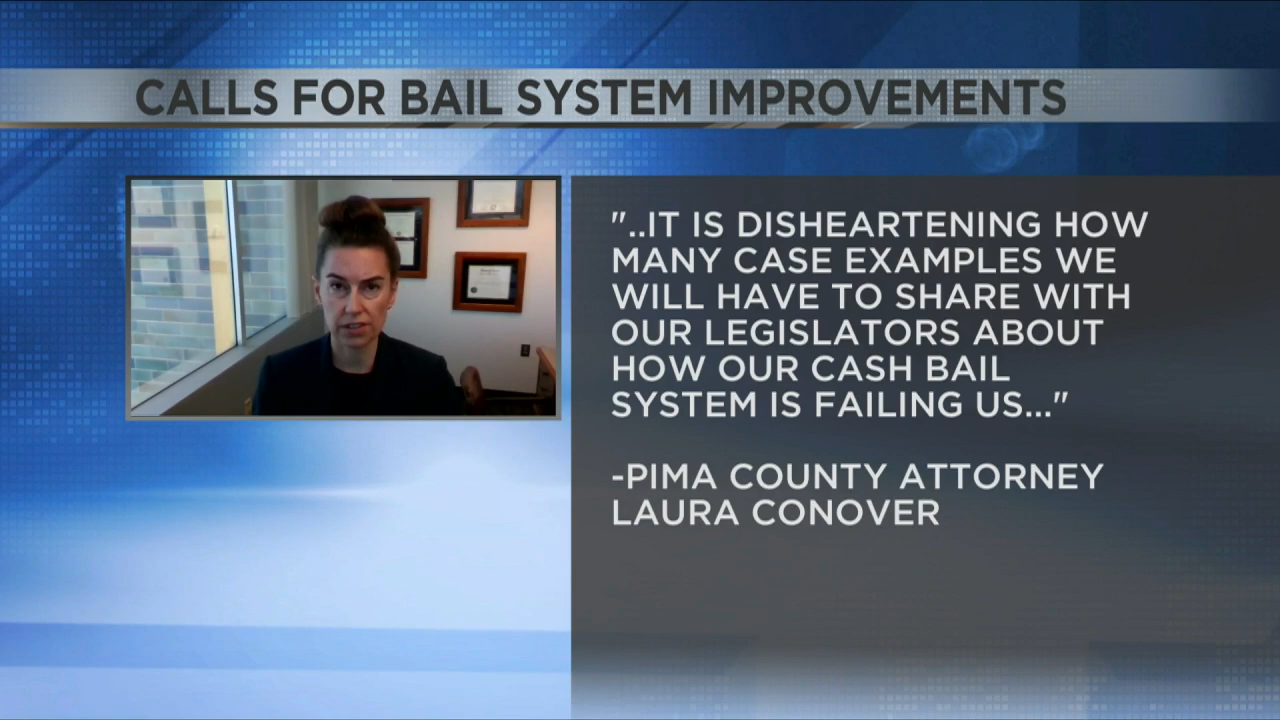 CALLS FOR BAIL SYSTEM IMPROVEMENTS
"..IT IS DISHEARTENING HOW
MANY CASE EXAMPLES WE
WILL HAVE TO SHARE WITH
OUR LEGISLATORS ABOUT
HOW OUR CASH BAIL
SYSTEM IS FAILING US..."
-PIMA COUNTY ATTORNEY
LAURA CONOVER